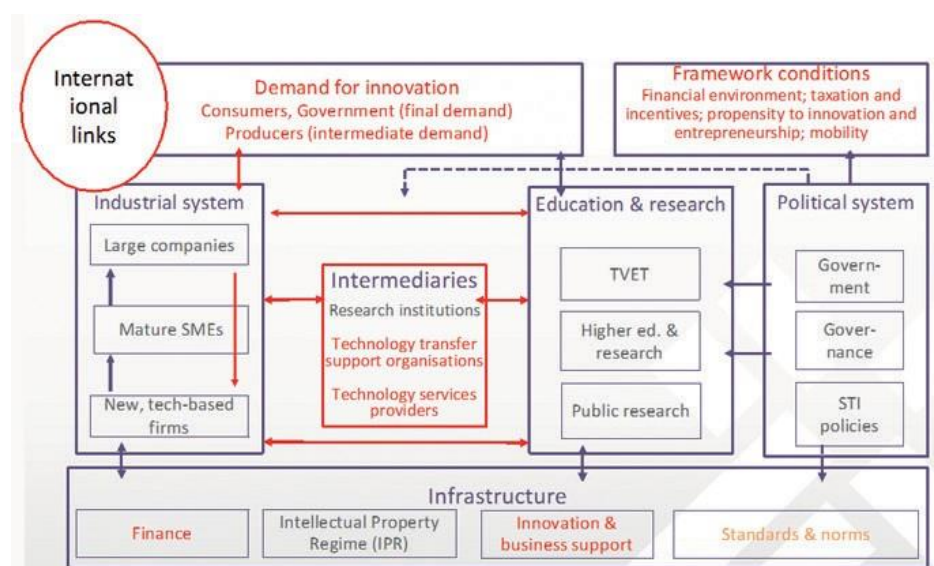 Internat
ional
links
Demand for innovation
Consumers, Government (final demand)
Producers (intermediate demand)
Framework conditions
Financial environment; taxation and
incentives; propensity to innovation and
entrepreneurship; mobility
Industrial system
Large companies
Mature SMEs
New, tech-based
firms
Intermediaries
Research institutions
Technology transfer
support organisations
Technology services
providers
Education & research
TVET
Higher ed. &
research
Public research
Political system
Govern-
ment
Gover-
nance
STI
policies
Infrastructure
Finance
Intellectual Property
Regime (IPR)
Innovation &
business support
Standards & norms